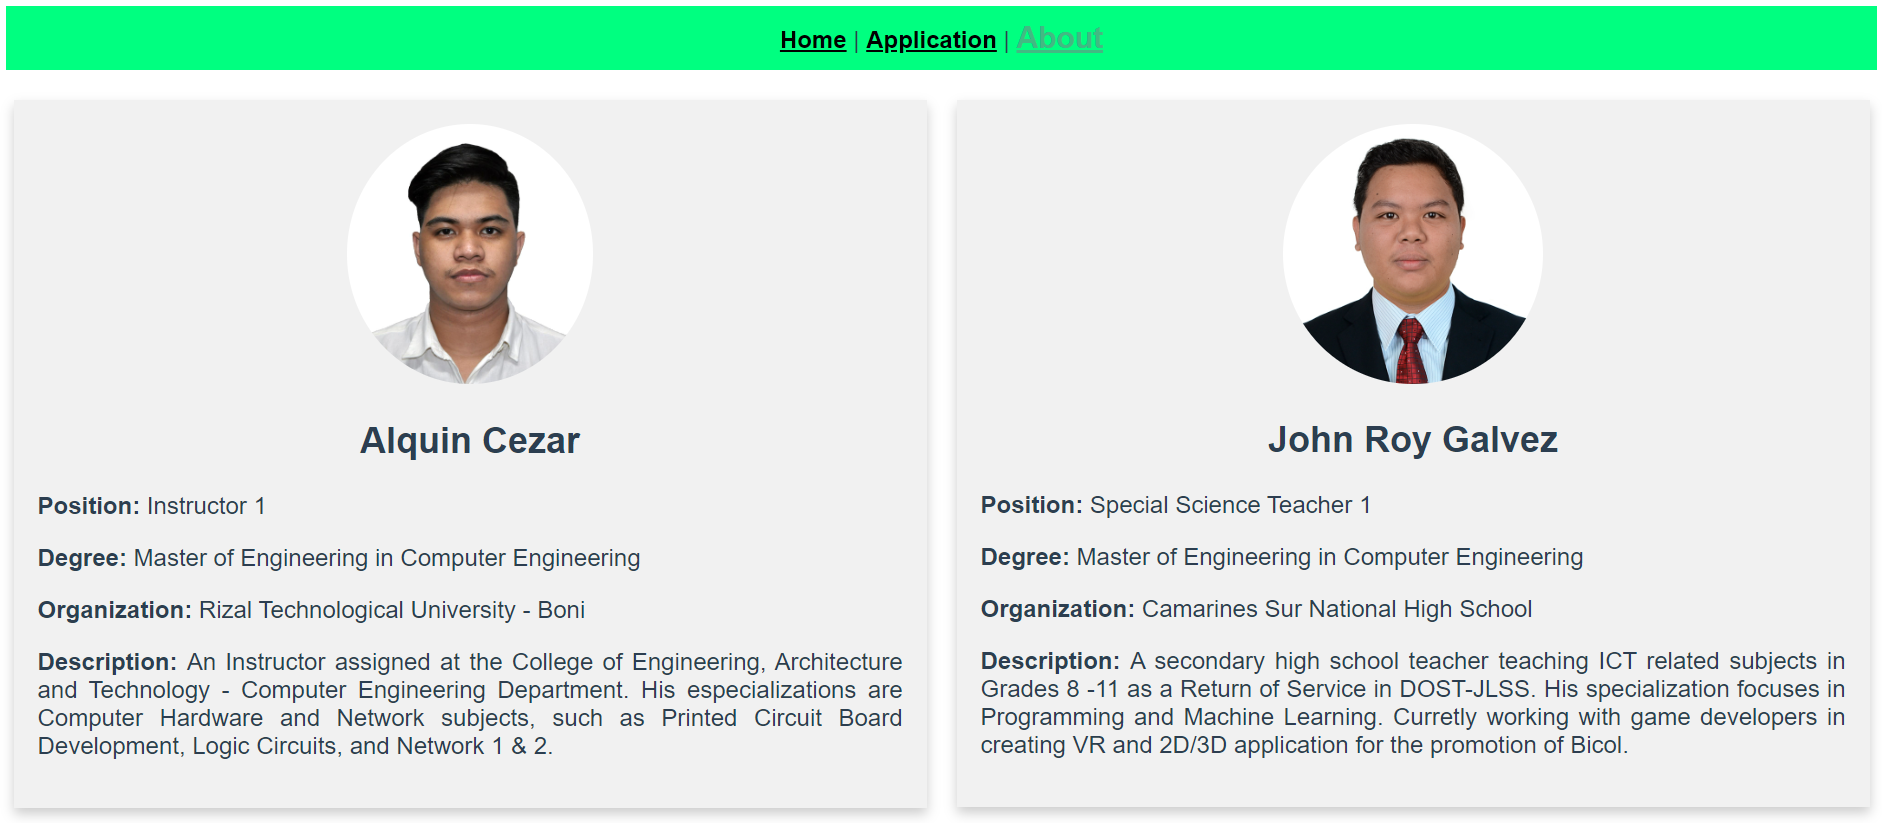 Home | Application | About
Alquin Cezar
Position: Instructor 1
Degree: Master of Engineering in Computer Engineering
Organization: Rizal Technological University - Boni
Description: An Instructor assigned at the College of Engineering, Architecture
and Technology - Computer Engineering Department. His especializations are
Computer Hardware and Network subjects, such as Printed Circuit Board
Development, Logic Circuits, and Network 1 & 2.
John Roy Galvez
Position: Special Science Teacher 1
Degree: Master of Engineering in Computer Engineering
Organization: Camarines Sur National High School
Description: A secondary high school teacher teaching ICT related subjects in
Grades 8 -11 as a Return of Service in DOST-JLSS. His specialization focuses in
Programming and Machine Learning. Curretly working with game developers in
creating VR and 2D/3D application for the promotion of Bicol.